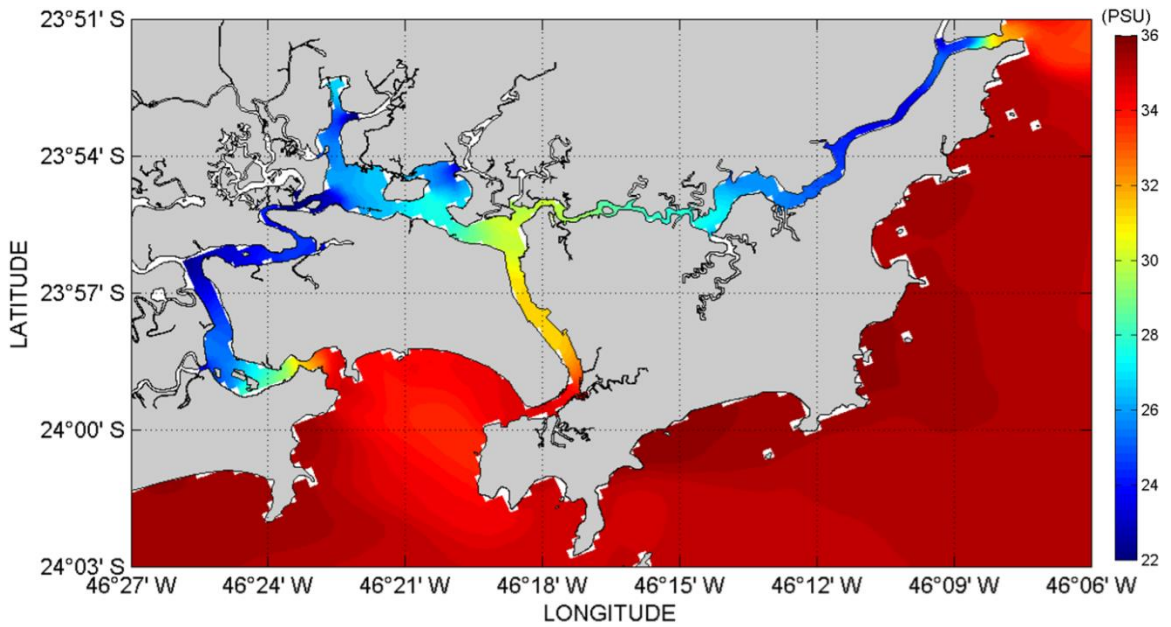 (PSU)
23°51' S
23°54' S
23°57' S
24°00' S
24°03' S
LATITUDE
46°27' W 46°24' W 46°21' W 46°18' W 46°15' W 46°12' W 46°09' W 46°06' W
LONGITUDE
36
34
32
30
28
26
24
22